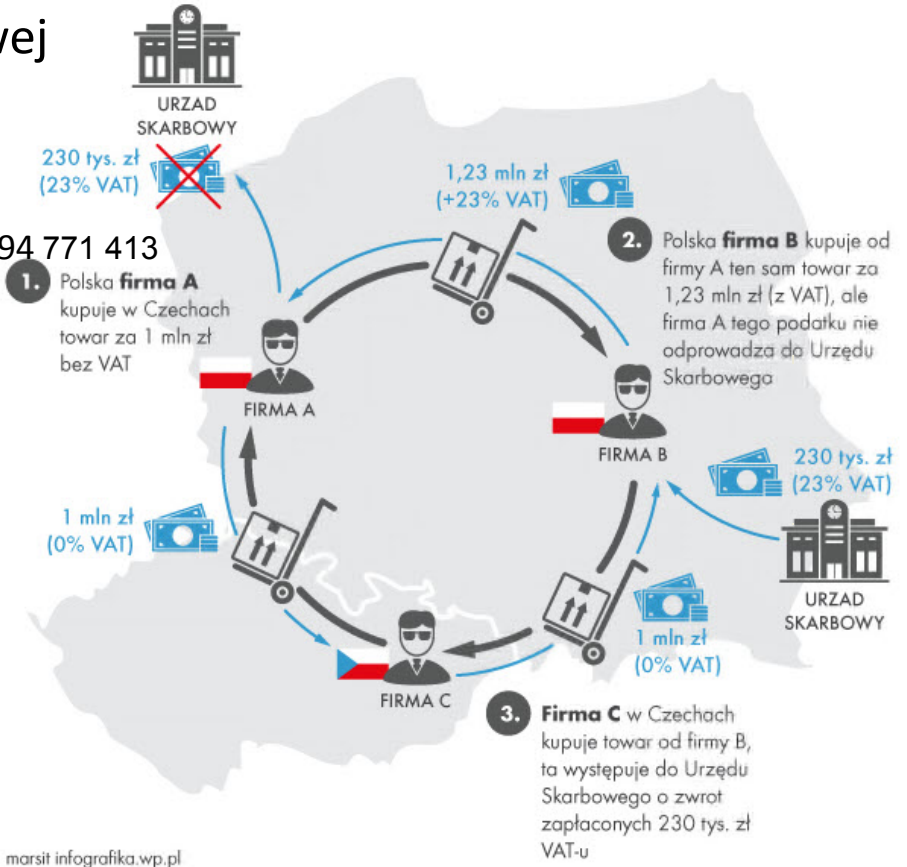 wej
URZAD
SKARBOWY
230 tys. zł
(23% VAT)
1,23 mln zł
(+23% VAT)
94 771 413
1. Polska firma A
kupuje w Czechach
towar za 1 mln zł
bez VAT
2. Polska firma B kupuje od
firmy A ten sam towar za
1,23 mln zł (z VAT), ale
firma A tego podatku nie
odprowadza do Urzędu
Skarbowega
FIRMA A
FIRMA B
230 tys. zł
(23% VAT)
1 mln zł
(0% VAT)
URZAD
SKARBOWY
1 mln zł
(0% VAT)
FIRMA C
3. Firma C w Czechach
kupuje towar od firmy B,
ta występuje do Urzędu
Skarbowego o zwrot
zapłaconych 230 tys. zł
VAT-u
marsit infografika.wp.pl